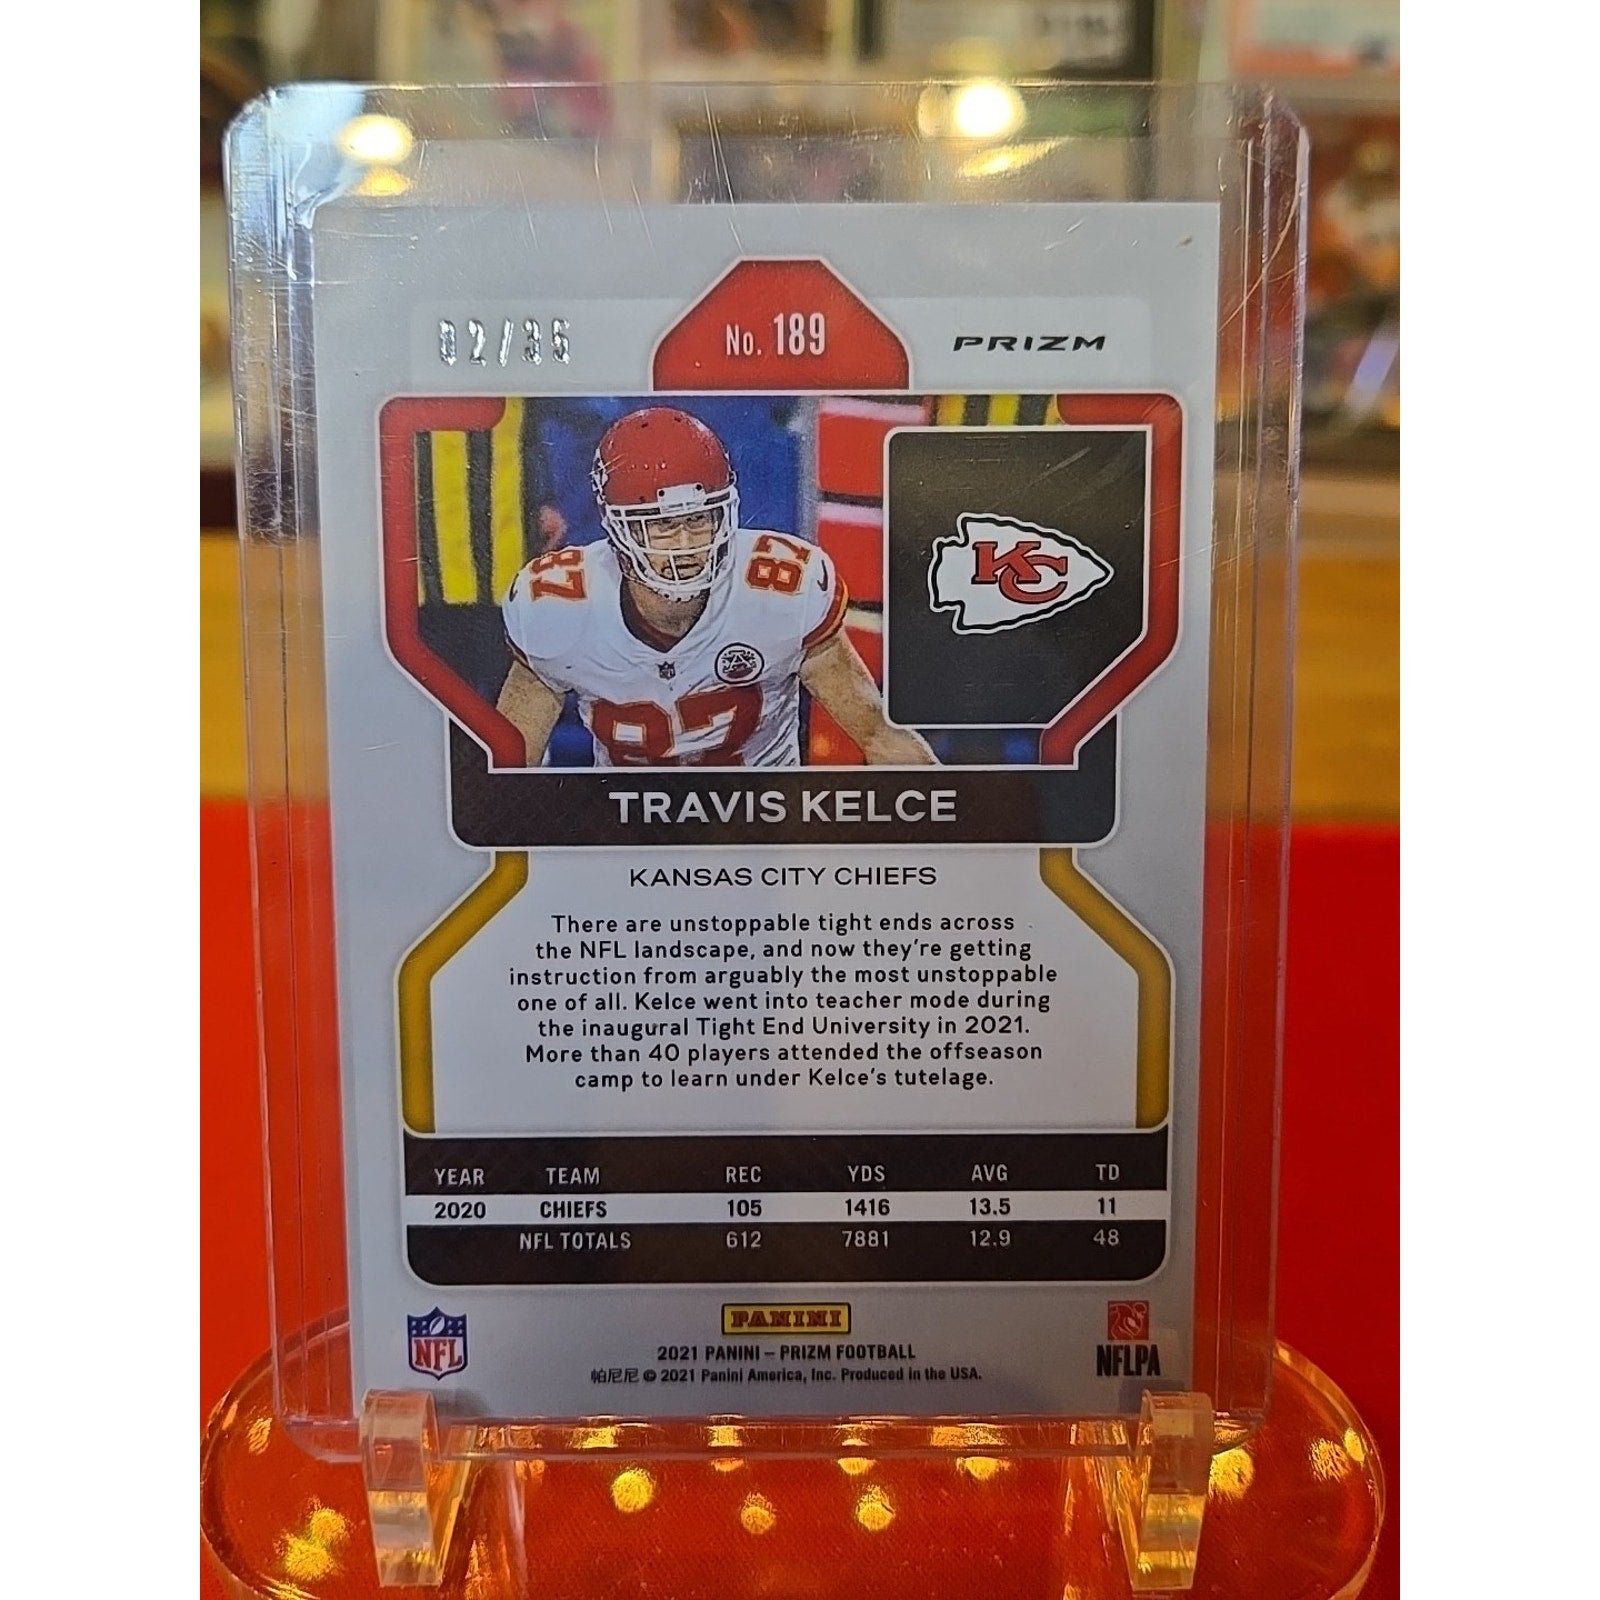 02/35
No. 189
PRIZM
87
87
87
KC
TRAVIS KELCE
KANSAS CITY CHIEFS
There are unstoppable tight ends across
the NFL landscape, and now they're getting
instruction from arguably the most unstoppable
one of all. Kelce went into teacher mode during
the inaugural Tight End University in 2021.
More than 40 players attended the offseason
camp to learn under Kelce's tutelage.
YEAR TEAM REC YDS AVG TD
2020 CHIEFS 105 1416 13.5 11
NFL TOTALS 612 7881 12.9 48
PANINI
NFL
2021 PANINI – PRIZM FOOTBALL
NFLPA
帕尼尼 © 2021 Panini America, Inc. Produced in the USA.